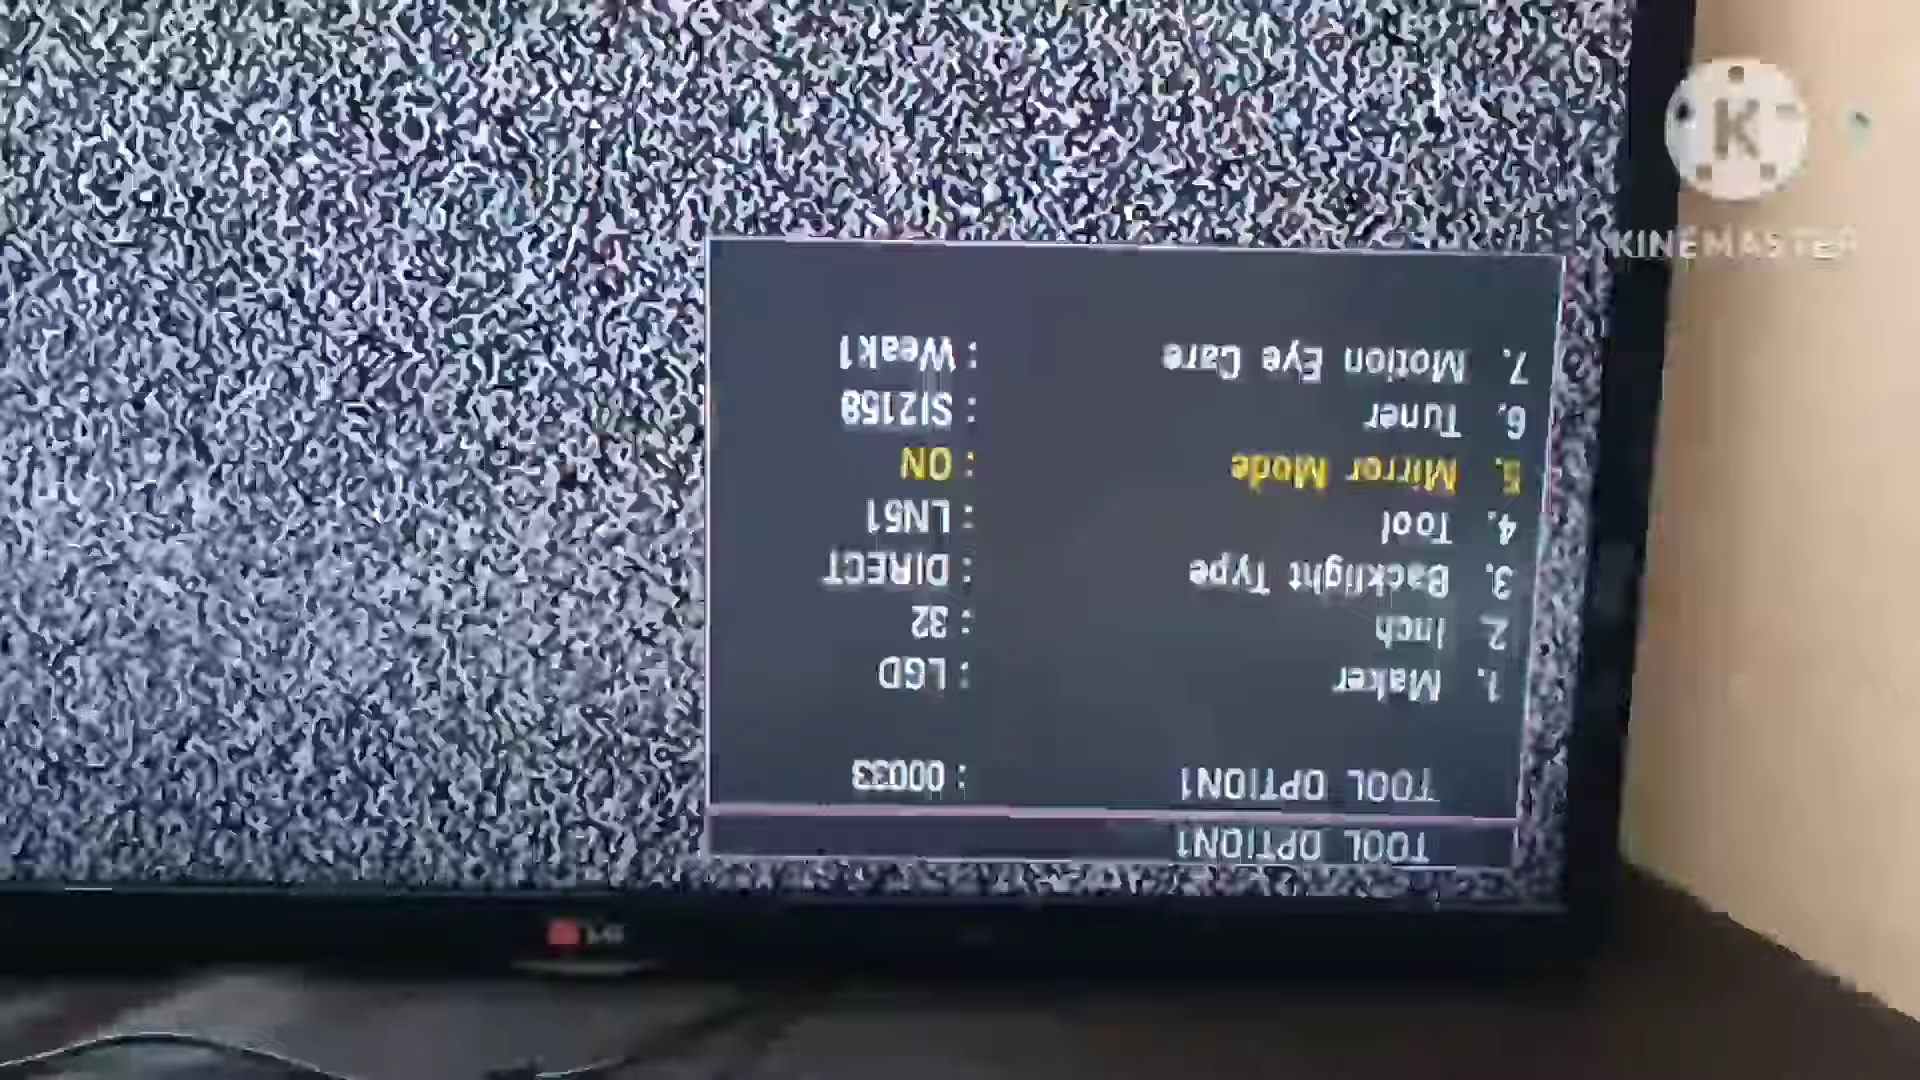 TOOL OPTION1
TOOL OPTION1 : 00033
1. Maker : LGD
2. Inch : 32
3. Backlight Type : DIRECT
4. Tool : LN51
5. Mirror Mode : ON
6. Tuner : SI2158
7. Motion Eye Care : Weak1
LG
K
KINEMASTER